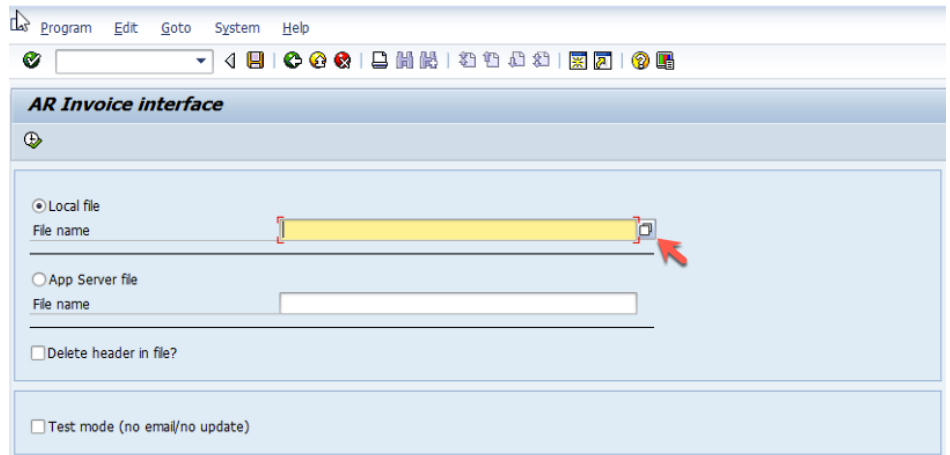 Program Edit Goto System Help
AR Invoice interface
Local file
File name
App Server file
File name
Delete header in file?
Test mode (no email/no update)